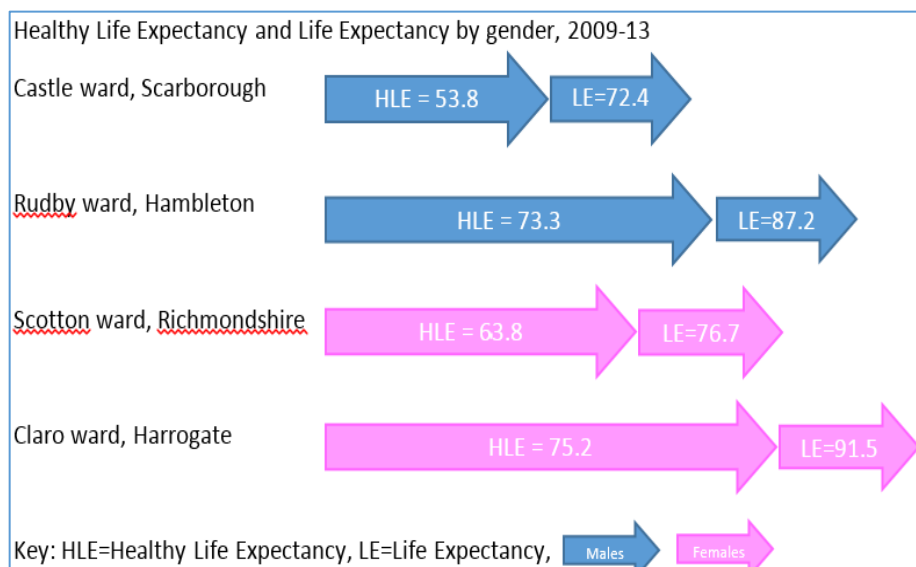 Healthy Life Expectancy and Life Expectancy by gender, 2009-13
Castle ward, Scarborough HLE = 53.8 LE=72.4
Rudby ward, Hambleton HLE = 73.3 LE=87.2
Scotton ward, Richmondshire HLE = 63.8 LE=76.7
Claro ward, Harrogate HLE = 75.2 LE=91.5
Key: HLE=Healthy Life Expectancy, LE=Life Expectancy, Males Females